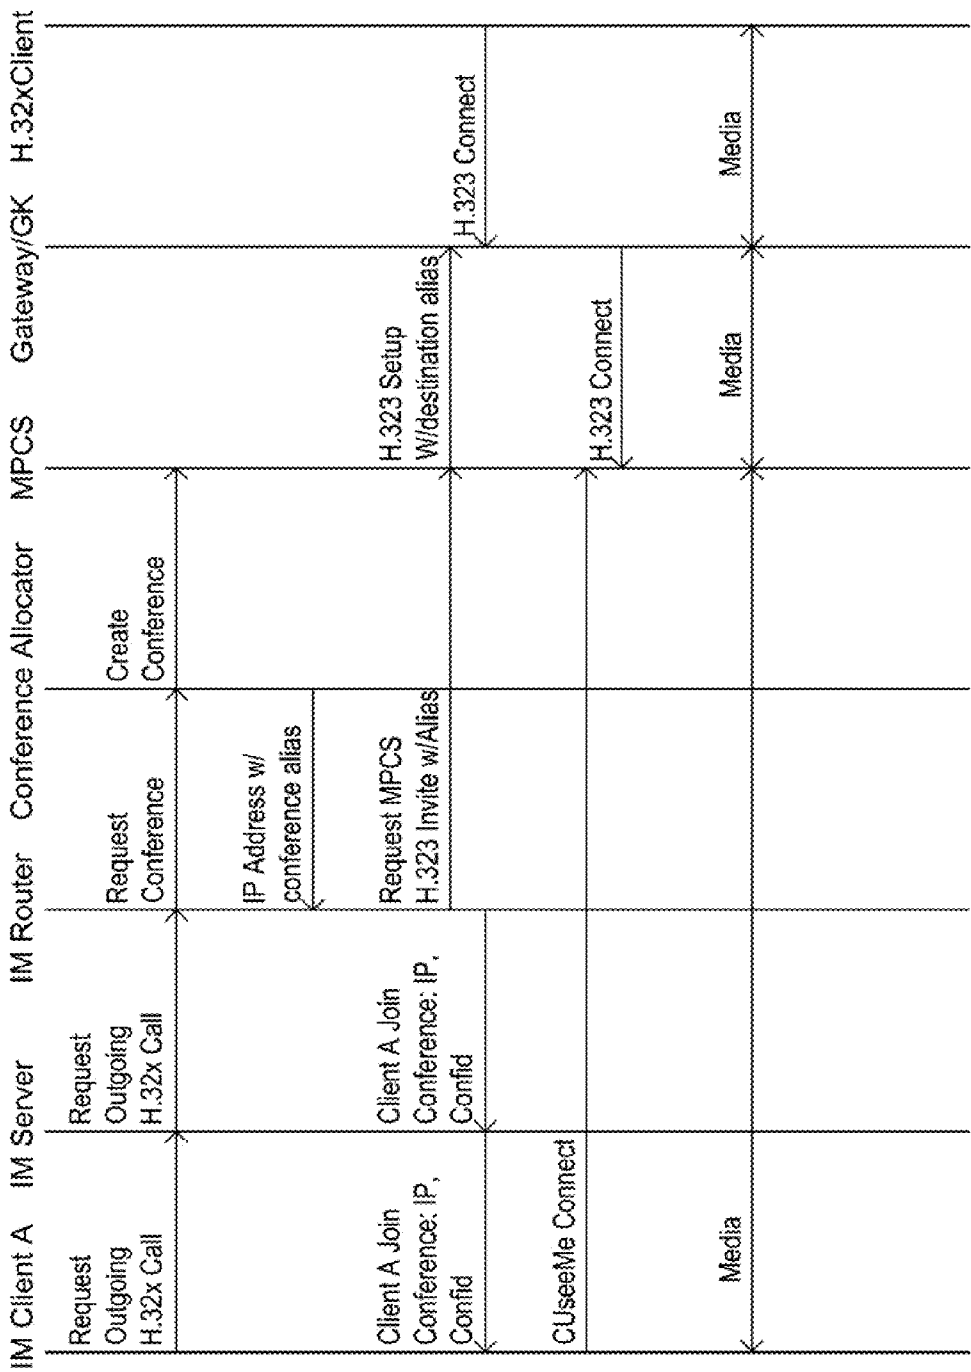 IM Client A
IM Server
IM Router
Conference Allocator
MPCS
Gateway/GK
H.32xClient
Request
Outgoing
H.32x Call
Request
Outgoing
H.32x Call
Request
Conference
Create
Conference
IP Address w/
conference alias
Client A Join
Conference: IP,
Confid
Client A Join
Conference: IP,
Confid
Request MPCS
H.323 Invite w/Alias
H.323 Setup
W/destination alias
H.323 Connect
CUseeMe Connect
H.323 Connect
Media
Media
Media